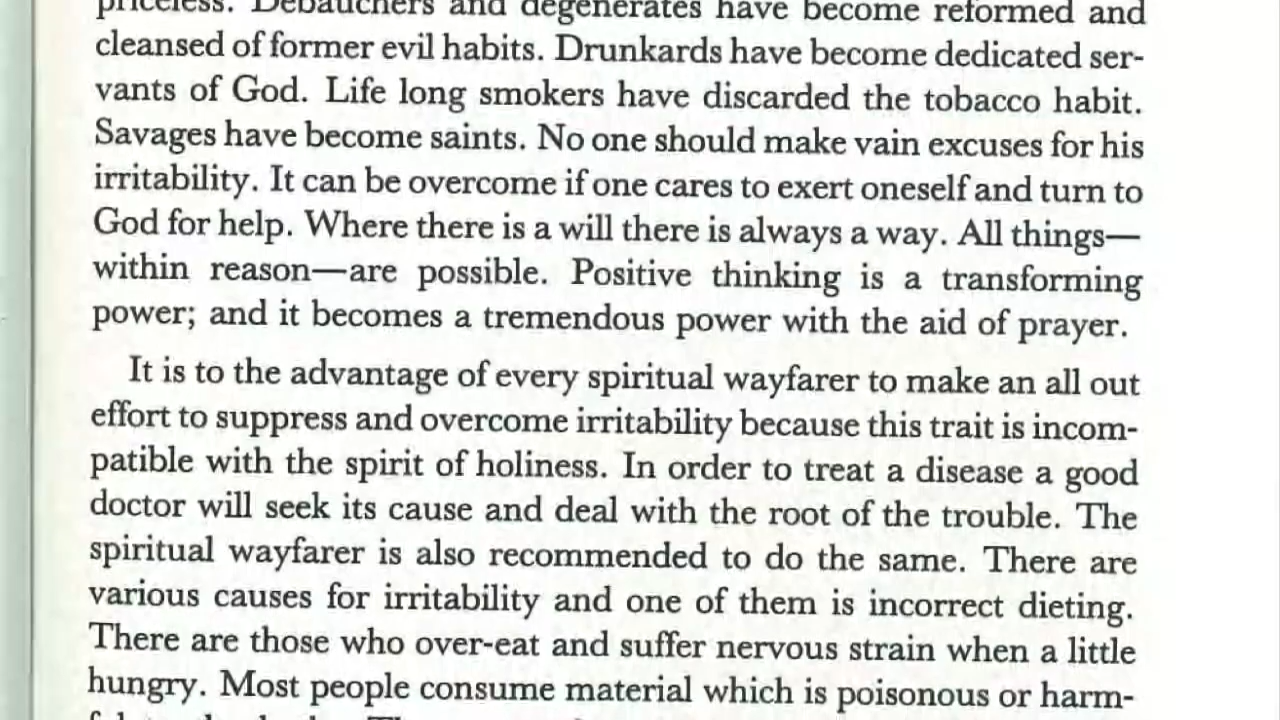 priceless. Debauchers and degenerates have become reformed and
cleansed of former evil habits. Drunkards have become dedicated ser-
vants of God. Life long smokers have discarded the tobacco habit.
Savages have become saints. No one should make vain excuses for his
irritability. It can be overcome if one cares to exert oneself and turn to
God for help. Where there is a will there is always a way. All things—
within reason—are possible. Positive thinking is a transforming
power; and it becomes a tremendous power with the aid of prayer.
It is to the advantage of every spiritual wayfarer to make an all out
effort to suppress and overcome irritability because this trait is incom-
patible with the spirit of holiness. In order to treat a disease a good
doctor will seek its cause and deal with the root of the trouble. The
spiritual wayfarer is also recommended to do the same. There are
various causes for irritability and one of them is incorrect dieting.
There are those who over-eat and suffer nervous strain when a little
hungry. Most people consume material which is poisonous or harm-